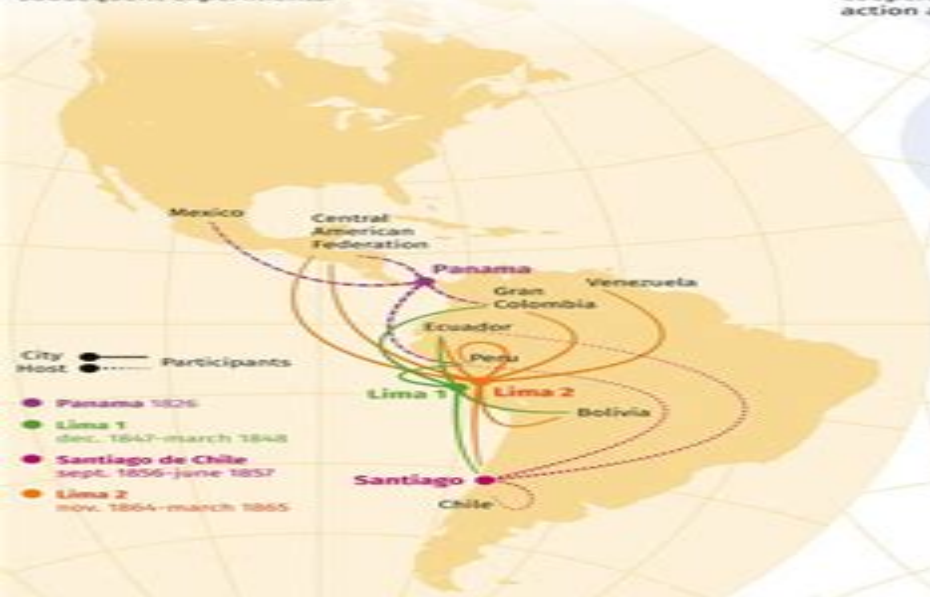 action
Mexico
Central
American
Federation
Panama
Gran
Colombia
Venezuela
Ecuador
Peru
Lima 1
Lima 2
Bolivia
Santiago
Chile
City
Host
Participants
Panama 1826
Lima 1
dec. 1847-march 1848
Santiago de Chile
sept. 1856-june 1857
Lima 2
nov. 1864-march 1865